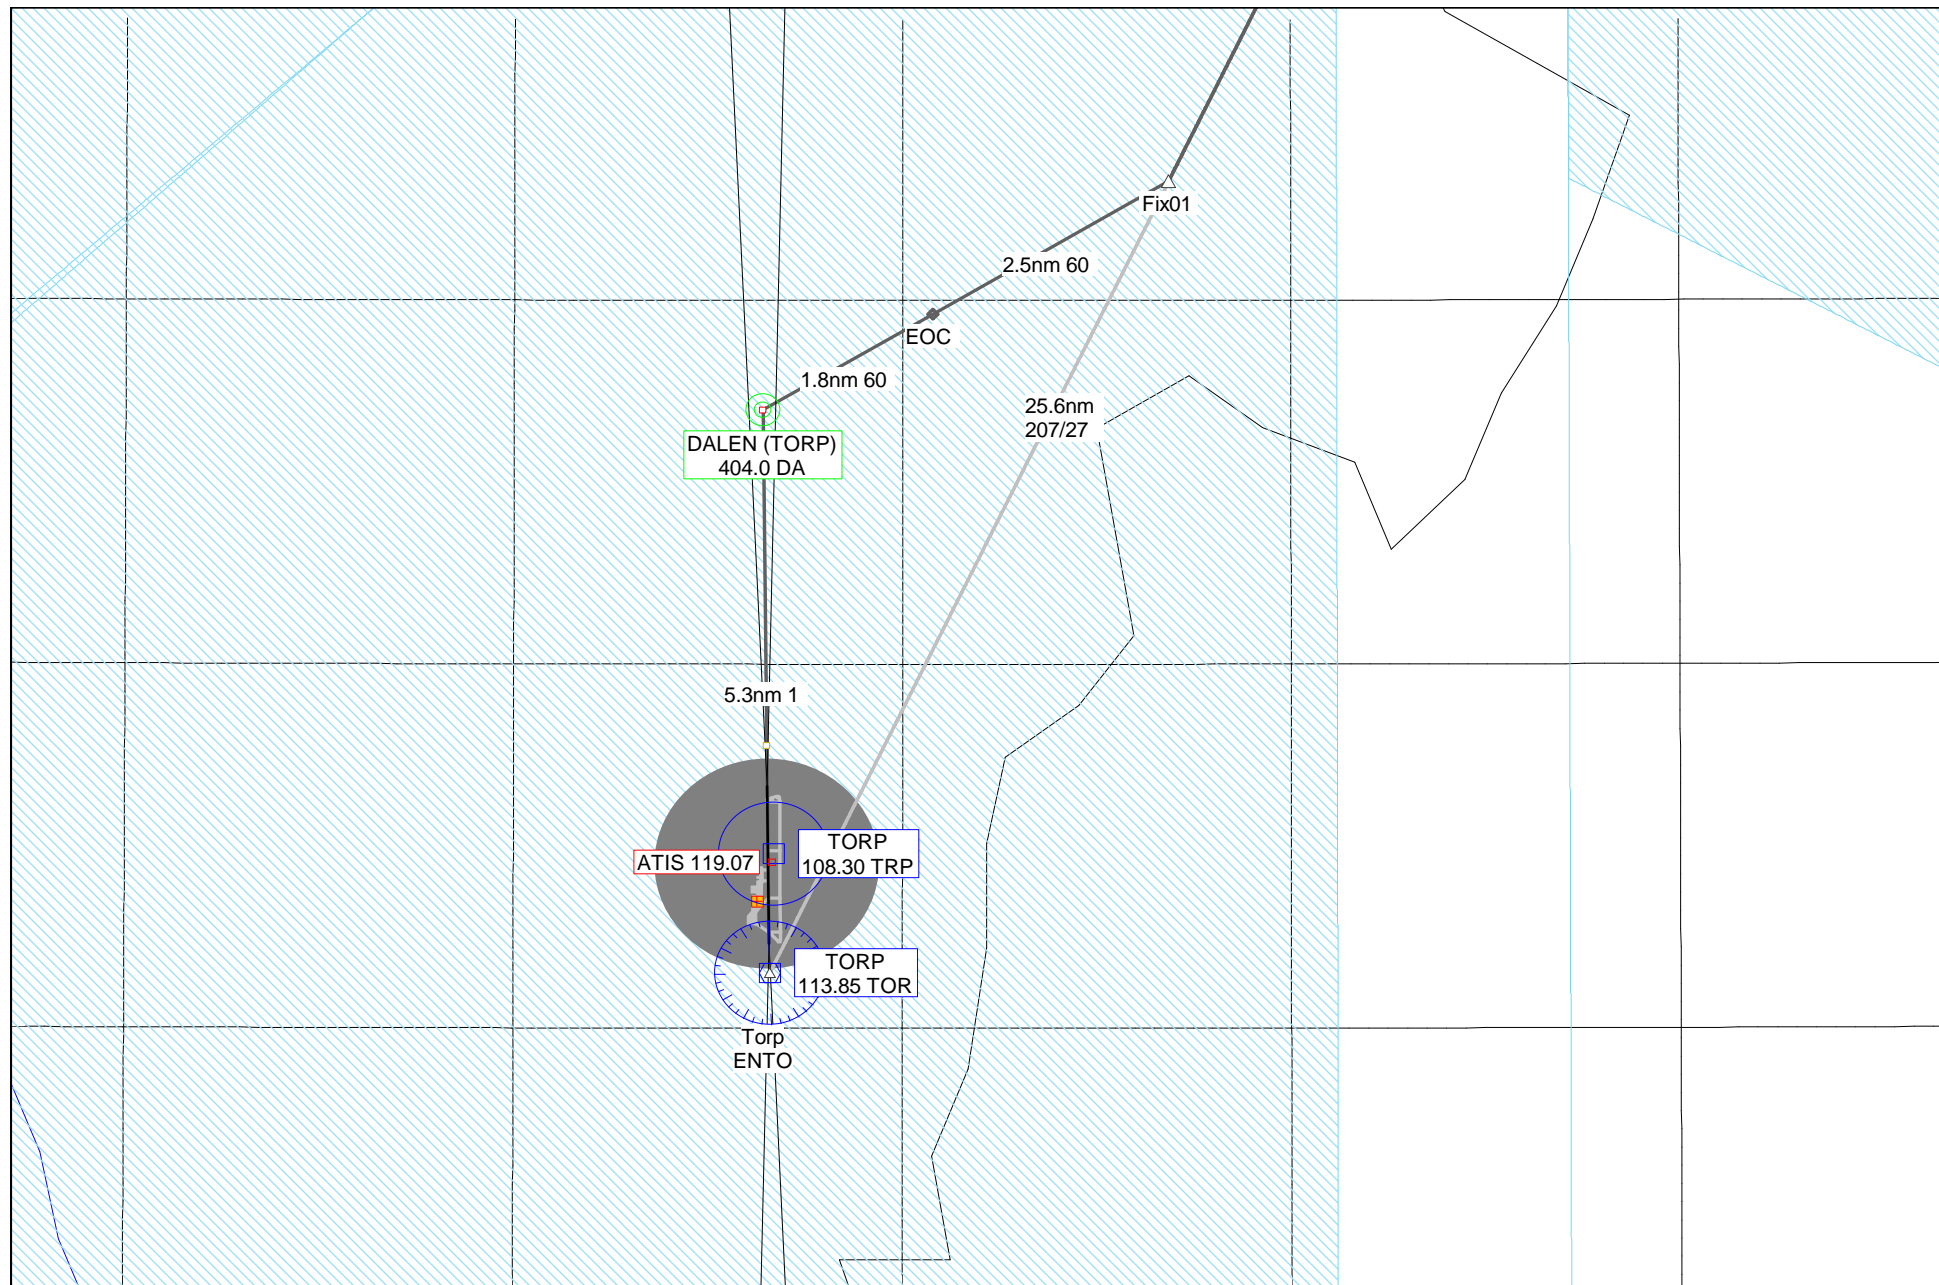 Fix01
2.5nm 60
EOC
1.8nm 60
25.6nm
207/27
DALEN (TORP)
404.0 DA
5.3nm 1
TORP
108.30 TRP
ATIS 119.07
TORP
113.85 TOR
Torp
ENTO